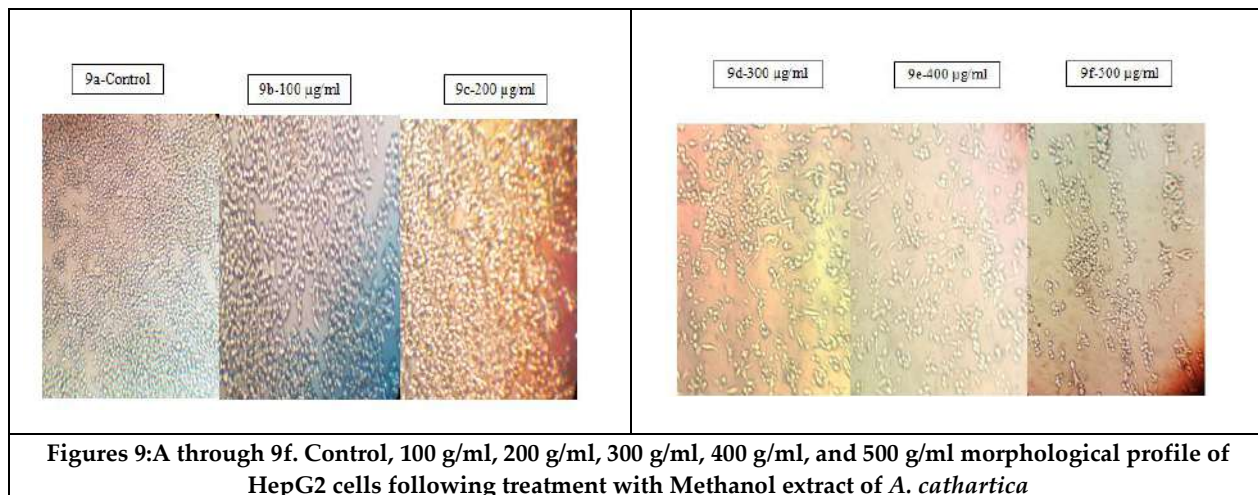 9a-Control
9b-100 µg/ml
9c-200 µg/ml
9d-300 µg/ml
9e-400 µg/ml
9f-500 µg/ml
Figures 9:A through 9f. Control, 100 g/ml, 200 g/ml, 300 g/ml, 400 g/ml, and 500 g/ml morphological profile of
HepG2 cells following treatment with Methanol extract of A. cathartica